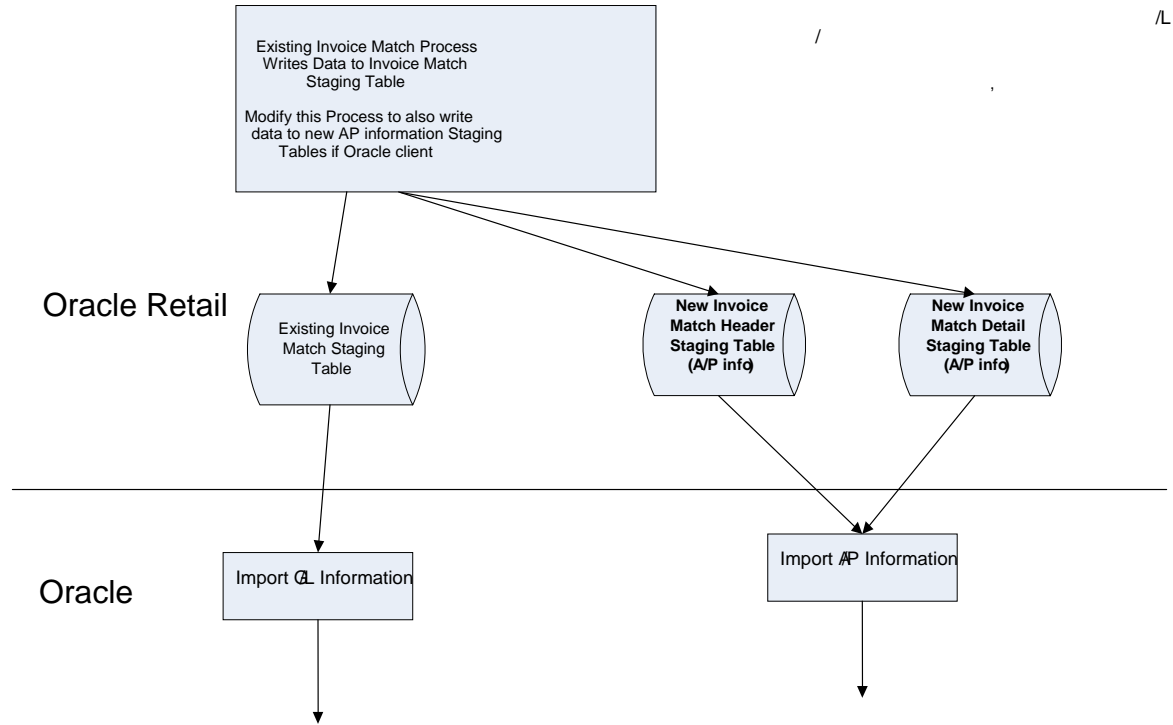 /L
/
,
Existing Invoice Match Process
Writes Data to Invoice Match
Staging Table
Modify this Process to also write
data to new AP information Staging
Tables if Oracle client
Oracle Retail
Existing Invoice
Match Staging
Table
New Invoice
Match Header
Staging Table
(A/P info)
New Invoice
Match Detail
Staging Table
(A/P info)
Import G/L Information
Import A/P Information
Oracle